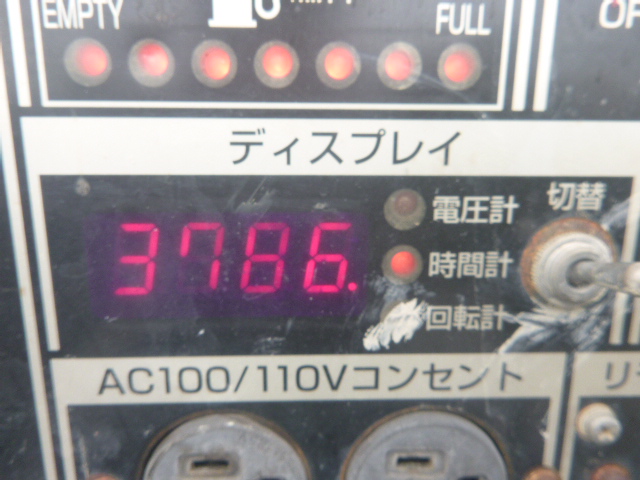 EMPTY
FULL
ディスプレイ
3786.
電圧計
切替
時間計
回転計
AC100/110Vコンセント